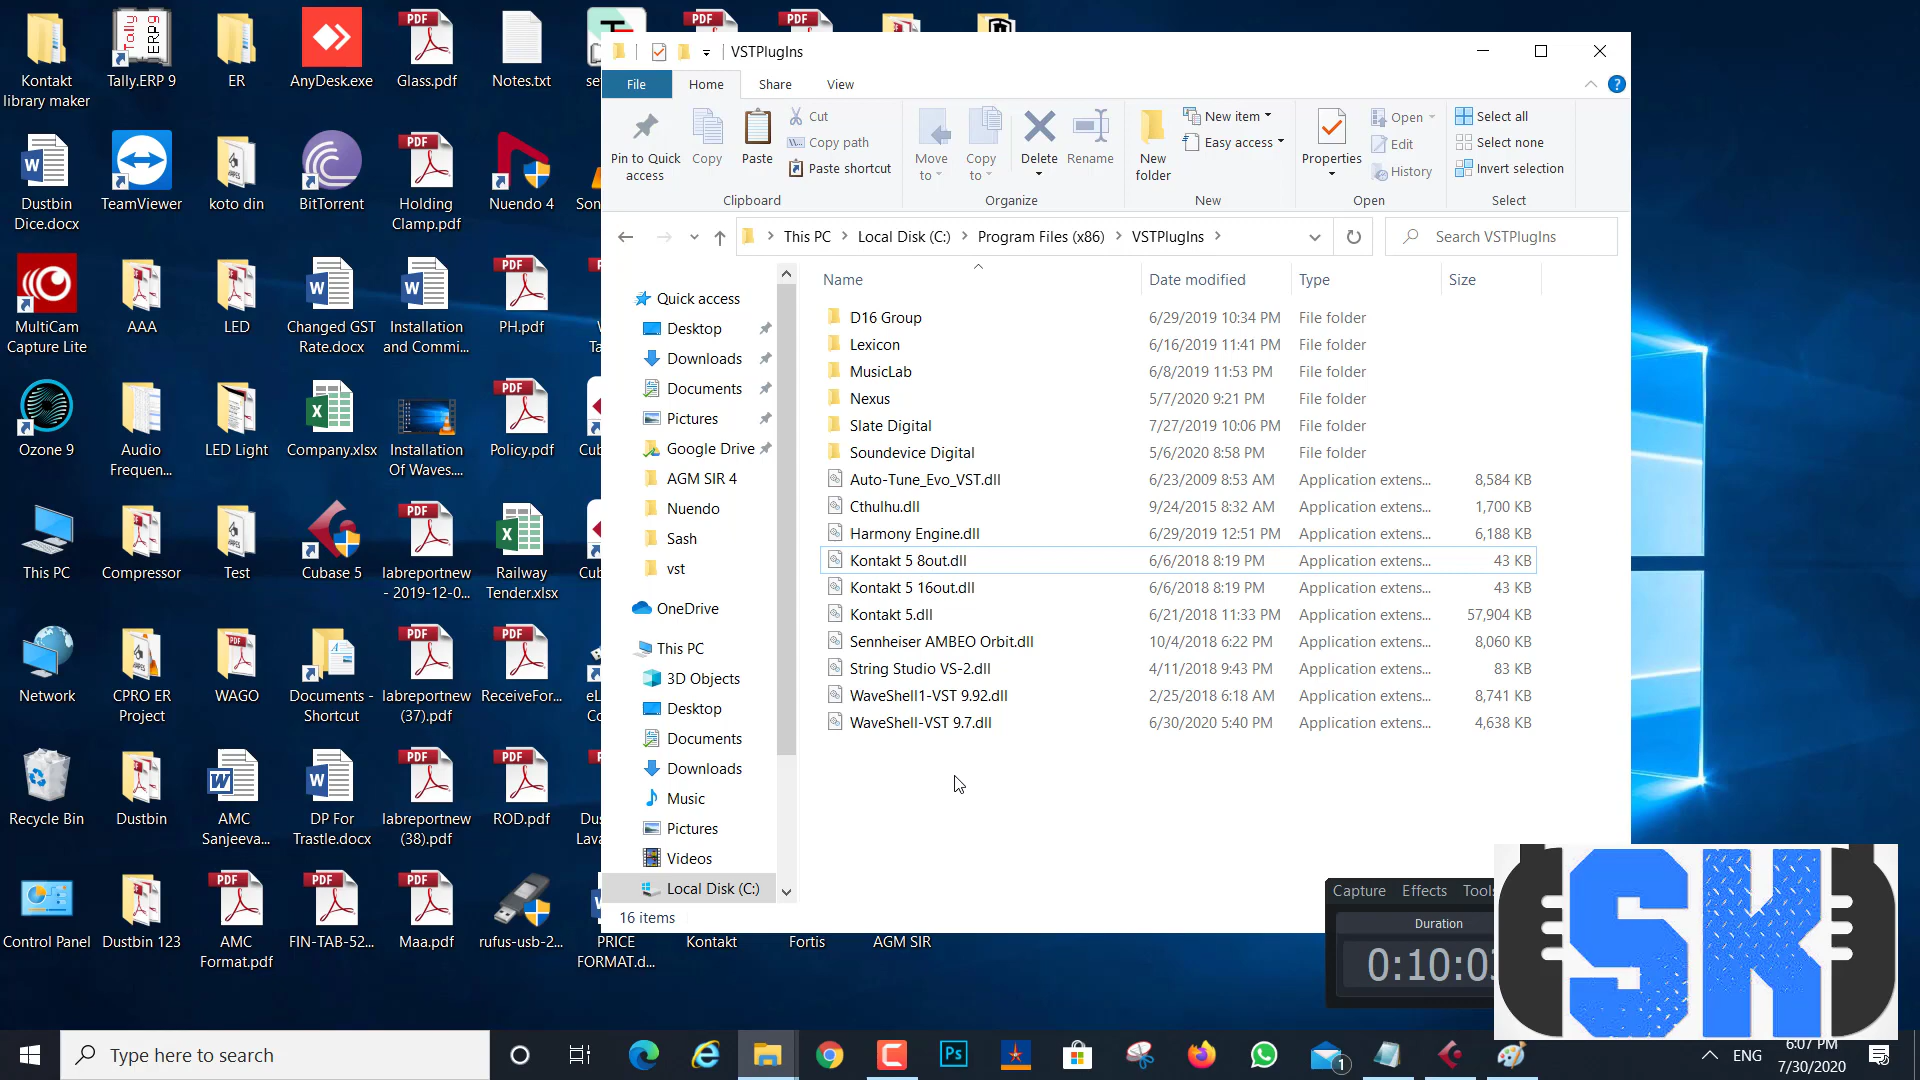 Kontakt
library maker
Tally.ERP 9
ER
AnyDesk.exe
Glass.pdf
Notes.txt
Dustbin
Dice.docx
TeamViewer
koto din
BitTorrent
Holding
Clamp.pdf
Nuendo 4
MultiCam
Capture Lite
AAA
LED
Changed GST
Rate.docx
Installation
and Commi...
PH.pdf
Ozone 9
Audio
Frequen...
LED Light
Company.xlsx
Installation
Of Waves....
Policy.pdf
This PC
Compressor
Test
Cubase 5
labreportnew
- 2019-12-0...
Railway
Tender.xlsx
Network
CPRO ER
Project
WAGO
Documents -
Shortcut
labreportnew
(37).pdf
ReceiveFor...
Recycle Bin
Dustbin
AMC
Sanjeeva...
DP For
Trastle.docx
labreportnew
(38).pdf
ROD.pdf
Control Panel
Dustbin 123
AMC
Format.pdf
FIN-TAB-52...
Maa.pdf
rufus-usb-2...
PRICE
FORMAT.d...
Kontakt
Fortis
AGM SIR
VSTPlugIns
File
Home
Share
View
Pin to Quick
access
Copy
Paste
Cut
Copy path
Paste shortcut
Clipboard
Move
to
Copy
to
Delete
Rename
Organize
New
folder
New item
Easy access
New
Properties
Open
Edit
History
Open
Select all
Select none
Invert selection
Select
This PC
Local Disk (C:)
Program Files (x86)
VSTPlugIns
Search VSTPlugIns
Quick access
Desktop
Downloads
Documents
Pictures
Google Drive
AGM SIR 4
Nuendo
Sash
vst
OneDrive
This PC
3D Objects
Desktop
Documents
Downloads
Music
Pictures
Videos
Local Disk (C:)
Name Date modified Type Size
D16 Group 6/29/2019 10:34 PM File folder
Lexicon 6/16/2019 11:41 PM File folder
MusicLab 6/8/2019 11:53 PM File folder
Nexus 5/7/2020 9:21 PM File folder
Slate Digital 7/27/2019 10:06 PM File folder
Soundevice Digital 5/6/2020 8:58 PM File folder
Auto-Tune_Evo_VST.dll 6/23/2009 8:53 AM Application extens... 8,584 KB
Cthulhu.dll 9/24/2015 8:32 AM Application extens... 1,700 KB
Harmony Engine.dll 6/29/2019 12:51 PM Application extens... 6,188 KB
Kontakt 5 8out.dll 6/6/2018 8:19 PM Application extens... 43 KB
Kontakt 5 16out.dll 6/6/2018 8:19 PM Application extens... 43 KB
Kontakt 5.dll 6/21/2018 11:33 PM Application extens... 57,904 KB
Sennheiser AMBEO Orbit.dll 10/4/2018 6:22 PM Application extens... 8,060 KB
String Studio VS-2.dll 4/11/2018 9:43 PM Application extens... 83 KB
WaveShell1-VST 9.92.dll 2/25/2018 6:18 AM Application extens... 8,741 KB
WaveShell-VST 9.7.dll 6/30/2020 5:40 PM Application extens... 4,638 KB
16 items
Capture Effects Tools
Duration
0:10:03
SK
Type here to search
ENG
6:07 PM
7/30/2020